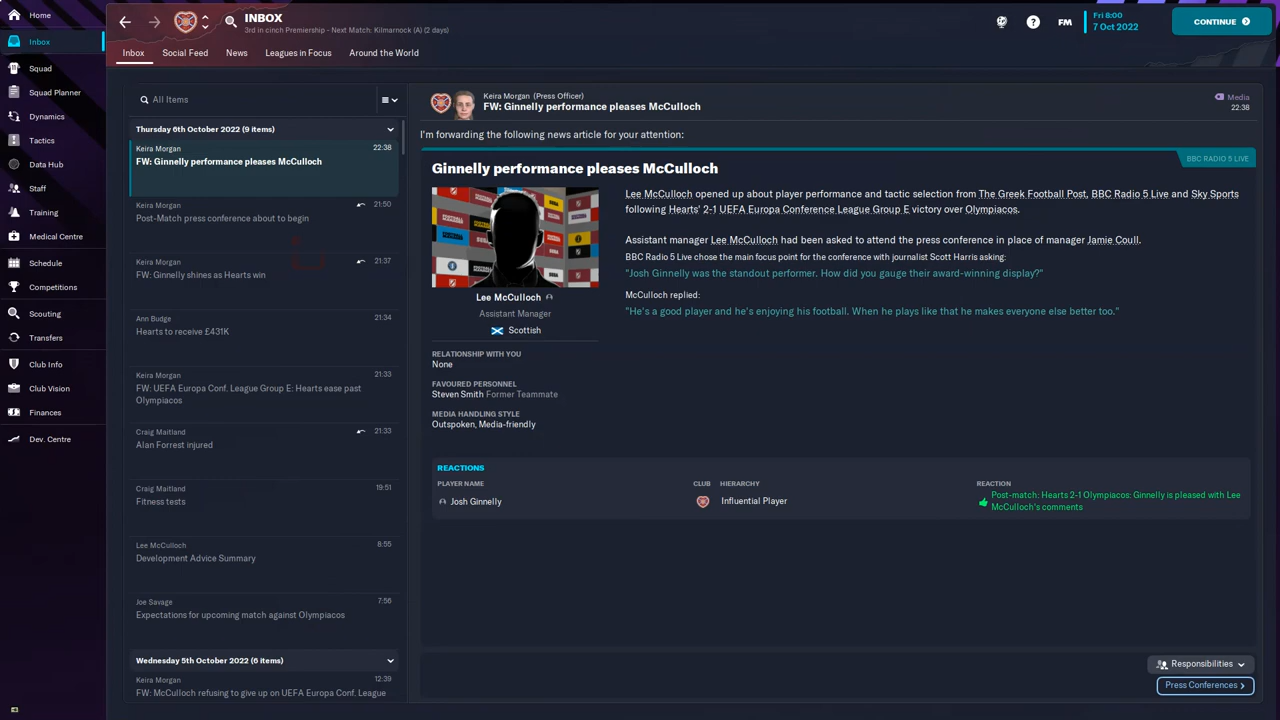 Home
Inbox
Squad
Squad Planner
Dynamics
Tactics
Data Hub
Staff
Training
Medical Centre
Schedule
Competitions
Scouting
Transfers
Club Info
Club Vision
Finances
Dev. Centre
INBOX
3rd in cinch Premiership - Next Match: Kilmarnock (A) (2 days)
FM
Fri 8:00
7 Oct 2022
CONTINUE
Inbox Social Feed News Leagues in Focus Around the World
All Items
Thursday 6th October 2022 (9 items)
Keira Morgan 22:38
FW: Ginnelly performance pleases McCulloch
Keira Morgan 21:50
Post-Match press conference about to begin
Keira Morgan 21:37
FW: Ginnelly shines as Hearts win
Ann Budge 21:34
Hearts to receive £431K
Keira Morgan 21:33
FW: UEFA Europa Conf. League Group E: Hearts ease past
Olympiacos
Craig Maitland 21:33
Alan Forrest injured
Craig Maitland 19:51
Fitness tests
Lee McCulloch 8:55
Development Advice Summary
Joe Savage 7:56
Expectations for upcoming match against Olympiacos
Wednesday 5th October 2022 (6 items)
Keira Morgan 12:39
FW: McCulloch refusing to give up on UEFA Europa Conf. League
Keira Morgan (Press Officer)
FW: Ginnelly performance pleases McCulloch
Media
22:38
I'm forwarding the following news article for your attention:
BBC RADIO 5 LIVE
Ginnelly performance pleases McCulloch
Lee McCulloch
Assistant Manager
Scottish
RELATIONSHIP WITH YOU
None
FAVOURED PERSONNEL
Steven Smith Former Teammate
MEDIA HANDLING STYLE
Outspoken, Media-friendly
Lee McCulloch opened up about player performance and tactic selection from The Greek Football Post, BBC Radio 5 Live and Sky Sports
following Hearts' 2-1 UEFA Europa Conference League Group E victory over Olympiacos.
Assistant manager Lee McCulloch had been asked to attend the press conference in place of manager Jamie Coull.
BBC Radio 5 Live chose the main focus point for the conference with journalist Scott Harris asking:
"Josh Ginnelly was the standout performer. How did you gauge their award-winning display?"
McCulloch replied:
"He's a good player and he's enjoying his football. When he plays like that he makes everyone else better too."
REACTIONS
PLAYER NAME CLUB HIERARCHY REACTION
Josh Ginnelly Influential Player Post-match: Hearts 2-1 Olympiacos: Ginnelly is pleased with Lee
McCulloch's comments
Responsibilities
Press Conferences